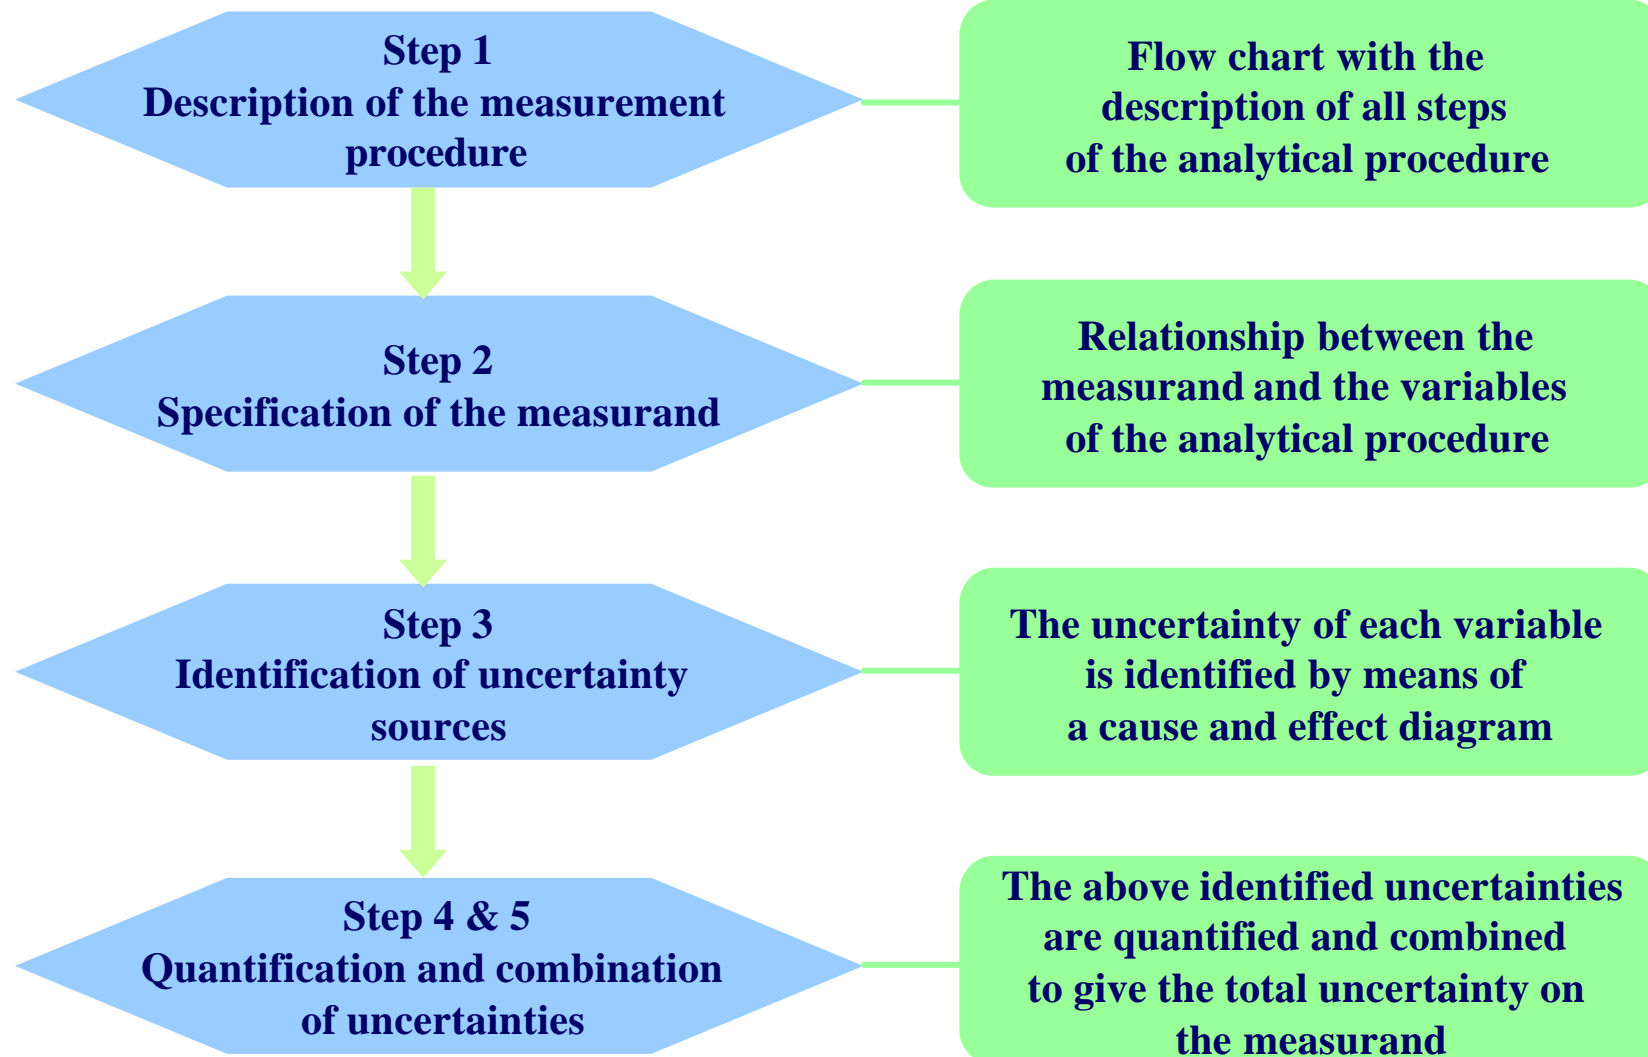 Step 1
Description of the measurement
procedure
Flow chart with the
description of all steps
of the analytical procedure
Step 2
Specification of the measurand
Relationship between the
measurand and the variables
of the analytical procedure
Step 3
Identification of uncertainty
sources
The uncertainty of each variable
is identified by means of
a cause and effect diagram
Step 4 & 5
Quantification and combination
of uncertainties
The above identified uncertainties
are quantified and combined
to give the total uncertainty on
the measurand